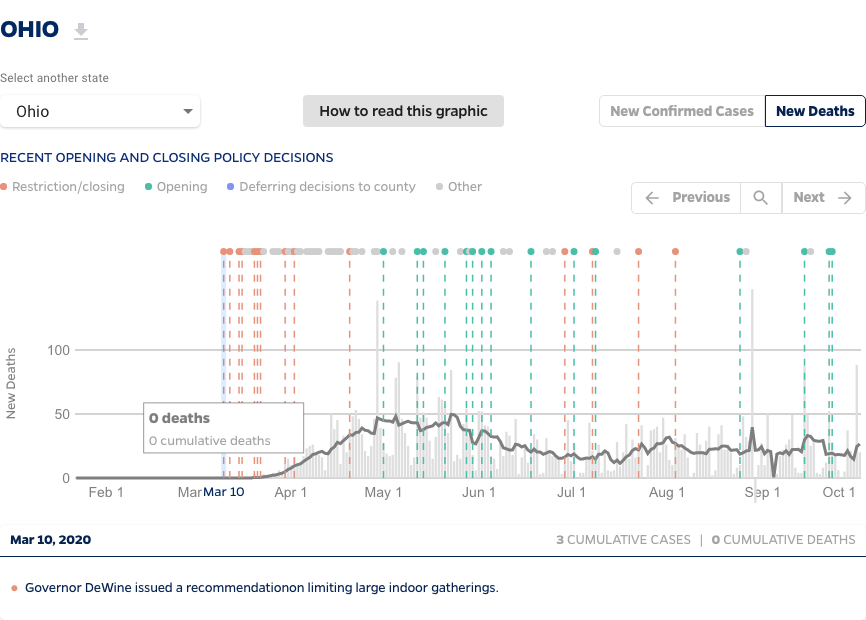 OHIO
Select another state
Ohio
How to read this graphic
New Confirmed Cases
New Deaths
RECENT OPENING AND CLOSING POLICY DECISIONS
Restriction/closing
Opening
Deferring decisions to county
Other
Previous
Next
New Deaths
100
50
0
0 deaths
0 cumulative deaths
Feb 1
Mar
Mar 10
Apr 1
May 1
Jun 1
Jul 1
Aug 1
Sep 1
Oct 1
Mar 10, 2020
3 CUMULATIVE CASES | 0 CUMULATIVE DEATHS
Governor DeWine issued a recommendationon limiting large indoor gatherings.